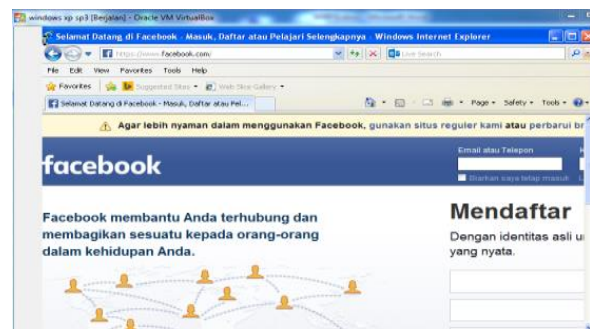 windows xp sp3 [Berjalan] - Oracle VM VirtualBox
Selamat Datang di Facebook - Masuk, Daftar atau Pelajari Selengkapnya - Windows Internet Explorer
https://www.facebook.com/
Live Search
File Edit View Favorites Tools Help
Favorites Suggested Sites Web Slice Gallery
Selamat Datang di Facebook - Masuk, Daftar atau Pel...
Page Safety Tools
Agar lebih nyaman dalam menggunakan Facebook, gunakan situs reguler kami atau perbarui br
facebook
Email atau Telepon
Biarkan saya tetap masuk
Facebook membantu Anda terhubung dan
membagikan sesuatu kepada orang-orang
dalam kehidupan Anda.
Mendaftar
Dengan identitas asli
yang nyata.